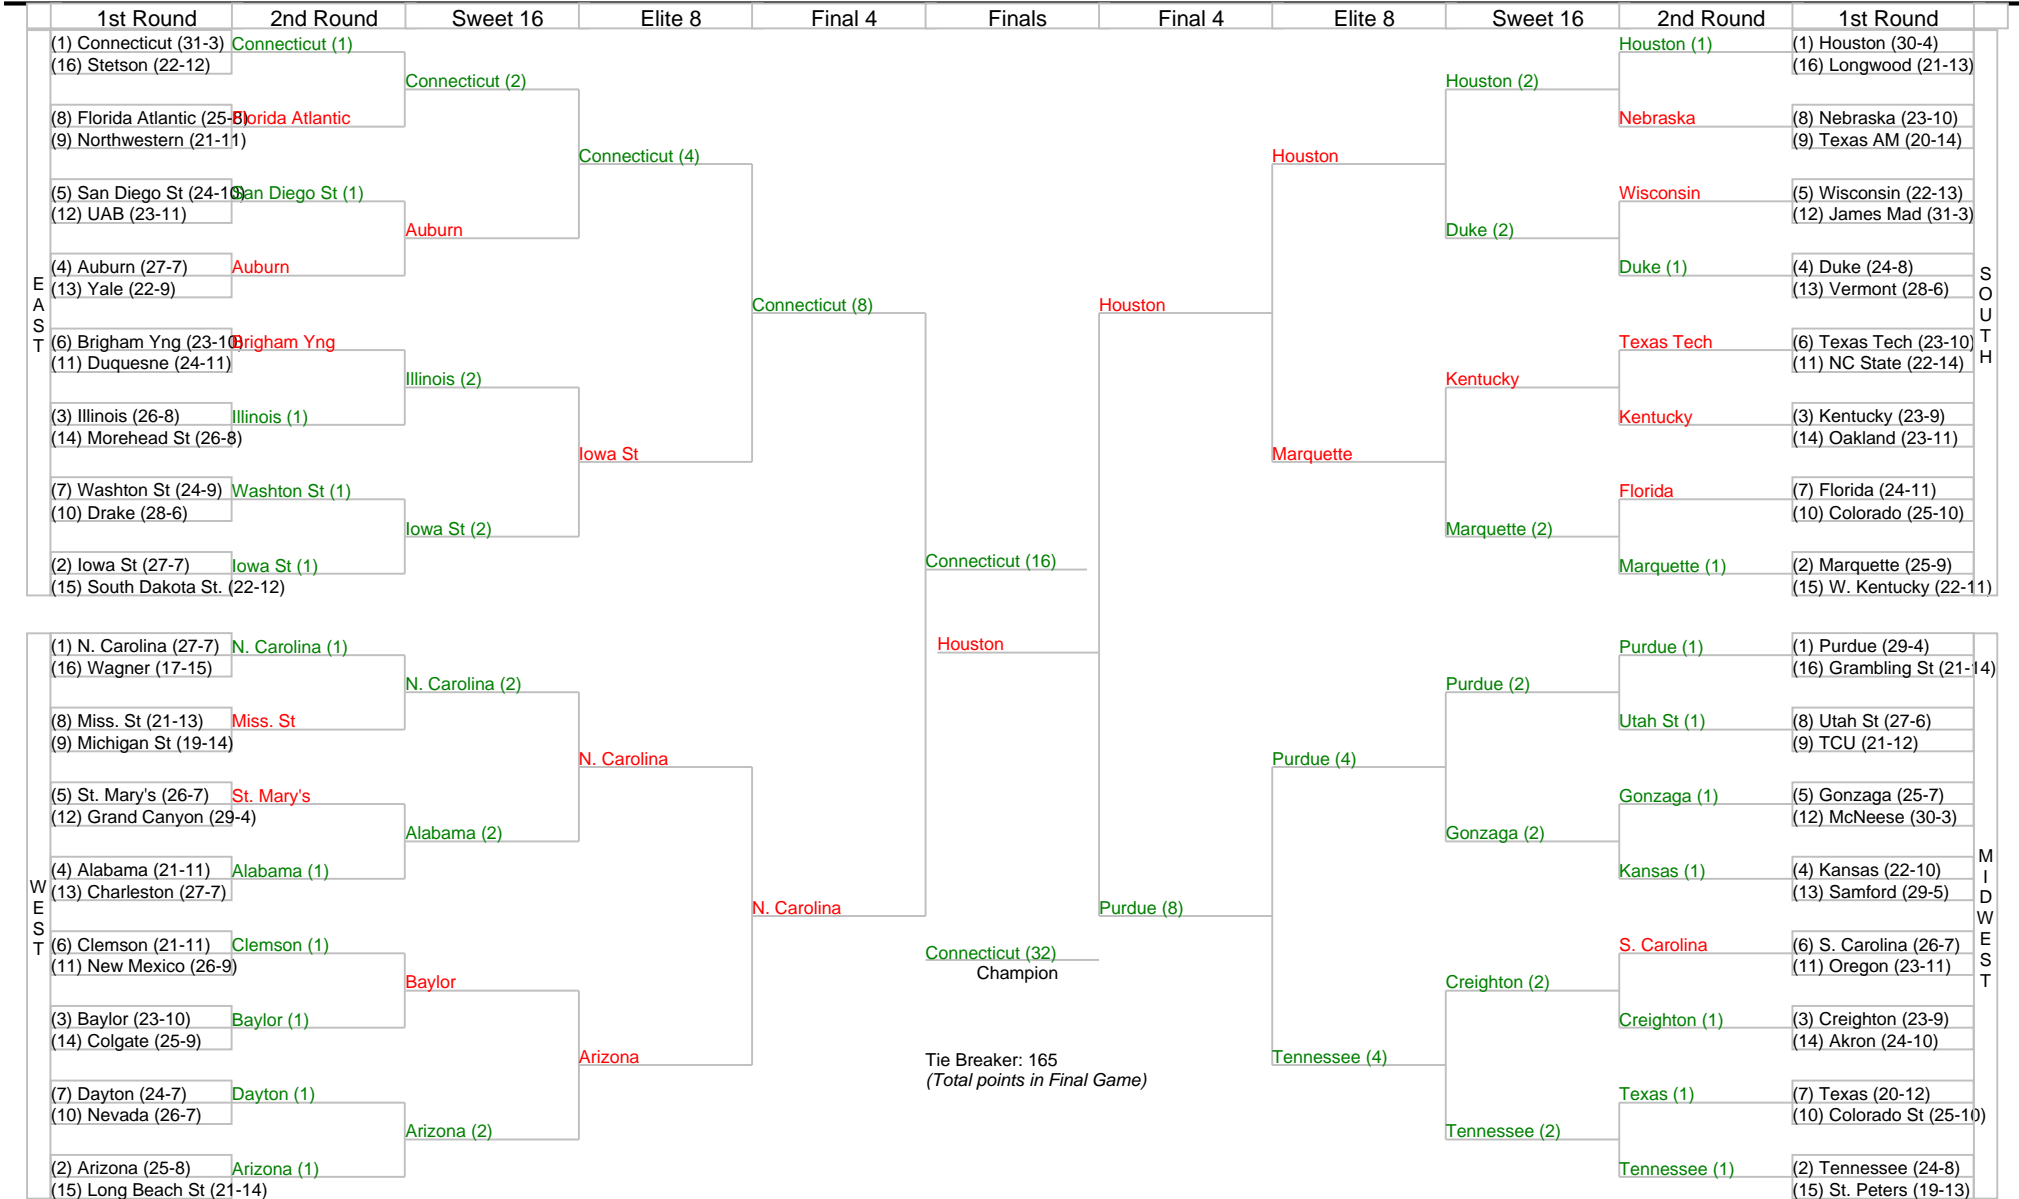 1st Round 2nd Round Sweet 16 Elite 8 Final 4 Finals Final 4 Elite 8 Sweet 16 2nd Round 1st Round
EAST
(1) Connecticut (31-3)
(16) Stetson (22-12)
(8) Florida Atlantic (25-8)
(9) Northwestern (21-11)
(5) San Diego St (24-10)
(12) UAB (23-11)
(4) Auburn (27-7)
(13) Yale (22-9)
(6) Brigham Yng (23-10)
(11) Duquesne (24-11)
(3) Illinois (26-8)
(14) Morehead St (26-8)
(7) Washton St (24-9)
(10) Drake (28-6)
(2) Iowa St (27-7)
(15) South Dakota St. (22-12)
Connecticut (1)
Florida Atlantic
San Diego St (1)
Auburn
Brigham Yng
Illinois (1)
Washton St (1)
Iowa St (1)
Connecticut (2)
Auburn
Illinois (2)
Iowa St (2)
Connecticut (4)
Iowa St
Connecticut (8)
WEST
(1) N. Carolina (27-7)
(16) Wagner (17-15)
(8) Miss. St (21-13)
(9) Michigan St (19-14)
(5) St. Mary's (26-7)
(12) Grand Canyon (29-4)
(4) Alabama (21-11)
(13) Charleston (27-7)
(6) Clemson (21-11)
(11) New Mexico (26-9)
(3) Baylor (23-10)
(14) Colgate (25-9)
(7) Dayton (24-7)
(10) Nevada (26-7)
(2) Arizona (25-8)
(15) Long Beach St (21-14)
N. Carolina (1)
Miss. St
St. Mary's
Alabama (1)
Clemson (1)
Baylor (1)
Dayton (1)
Arizona (1)
N. Carolina (2)
Alabama (2)
Baylor
Arizona (2)
N. Carolina
Arizona
N. Carolina
Connecticut (16)
Houston
Connecticut (32)
Champion
Tie Breaker: 165
(Total points in Final Game)
Houston
Houston
Marquette
Houston (2)
Duke (2)
Kentucky
Marquette (2)
Houston (1)
Nebraska
Wisconsin
Duke (1)
Texas Tech
Kentucky
Florida
Marquette (1)
(1) Houston (30-4)
(16) Longwood (21-13)
(8) Nebraska (23-10)
(9) Texas AM (20-14)
(5) Wisconsin (22-13)
(12) James Mad (31-3)
(4) Duke (24-8)
(13) Vermont (28-6)
(6) Texas Tech (23-10)
(11) NC State (22-14)
(3) Kentucky (23-9)
(14) Oakland (23-11)
(7) Florida (24-11)
(10) Colorado (25-10)
(2) Marquette (25-9)
(15) W. Kentucky (22-11)
SOUTH
Purdue (8)
Purdue (4)
Tennessee (4)
Purdue (2)
Gonzaga (2)
Creighton (2)
Tennessee (2)
Purdue (1)
Utah St (1)
Gonzaga (1)
Kansas (1)
S. Carolina
Creighton (1)
Texas (1)
Tennessee (1)
(1) Purdue (29-4)
(16) Grambling St (21-14)
(8) Utah St (27-6)
(9) TCU (21-12)
(5) Gonzaga (25-7)
(12) McNeese (30-3)
(4) Kansas (22-10)
(13) Samford (29-5)
(6) S. Carolina (26-7)
(11) Oregon (23-11)
(3) Creighton (23-9)
(14) Akron (24-10)
(7) Texas (20-12)
(10) Colorado St (25-10)
(2) Tennessee (24-8)
(15) St. Peters (19-13)
MIDWEST